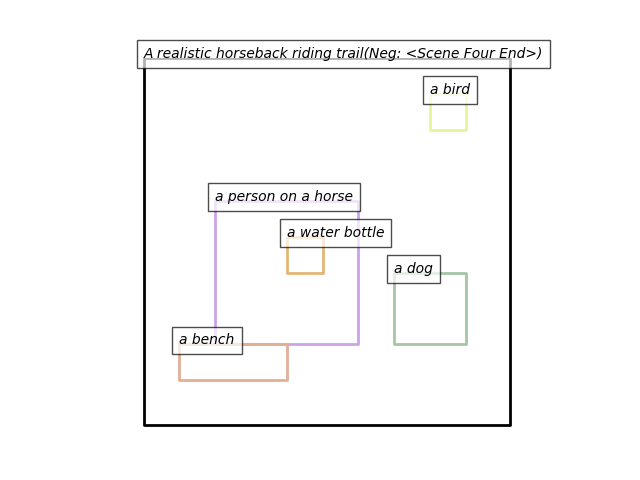 A realistic horseback riding trail(Neg: <Scene Four End>)
a bird
a person on a horse
a water bottle
a dog
a bench